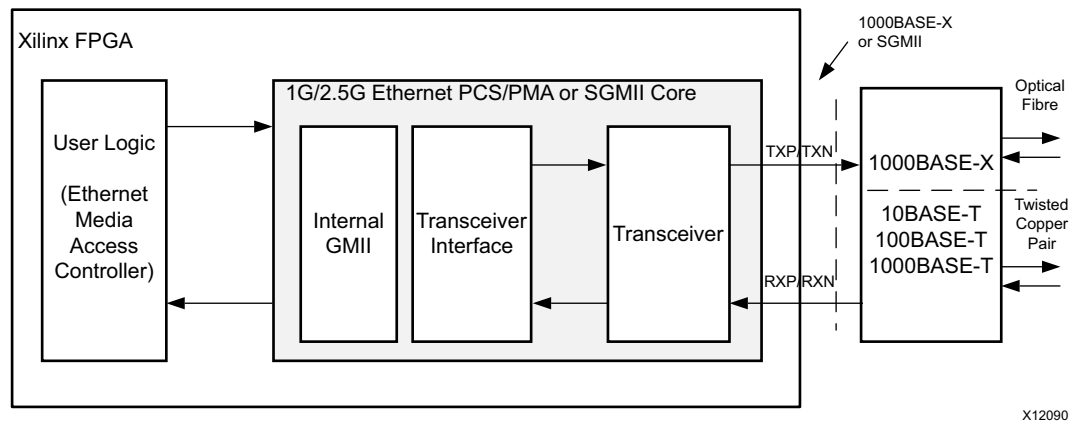 1000BASE-X
or SGMII
Xilinx FPGA
1G/2.5G Ethernet PCS/PMA or SGMII Core
User Logic
(Ethernet
Media
Access
Controller)
Internal
GMII
Transceiver
Interface
Transceiver
TXP/TXN
RXP/RXN
1000BASE-X
10BASE-T
100BASE-T
1000BASE-T
Optical
Fibre
Twisted
Copper
Pair
X12090